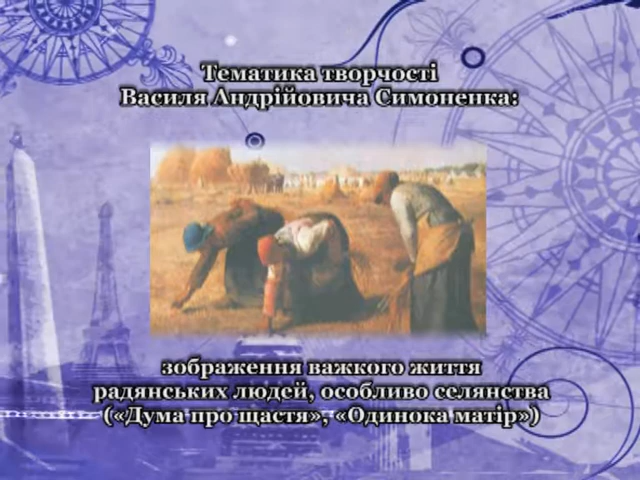 Тематика творчості
Василя Андрійовича Симоненка:
зображення важкого життя
радянських людей, особливо селянства
(«Дума про щастя», «Одинока матір»)